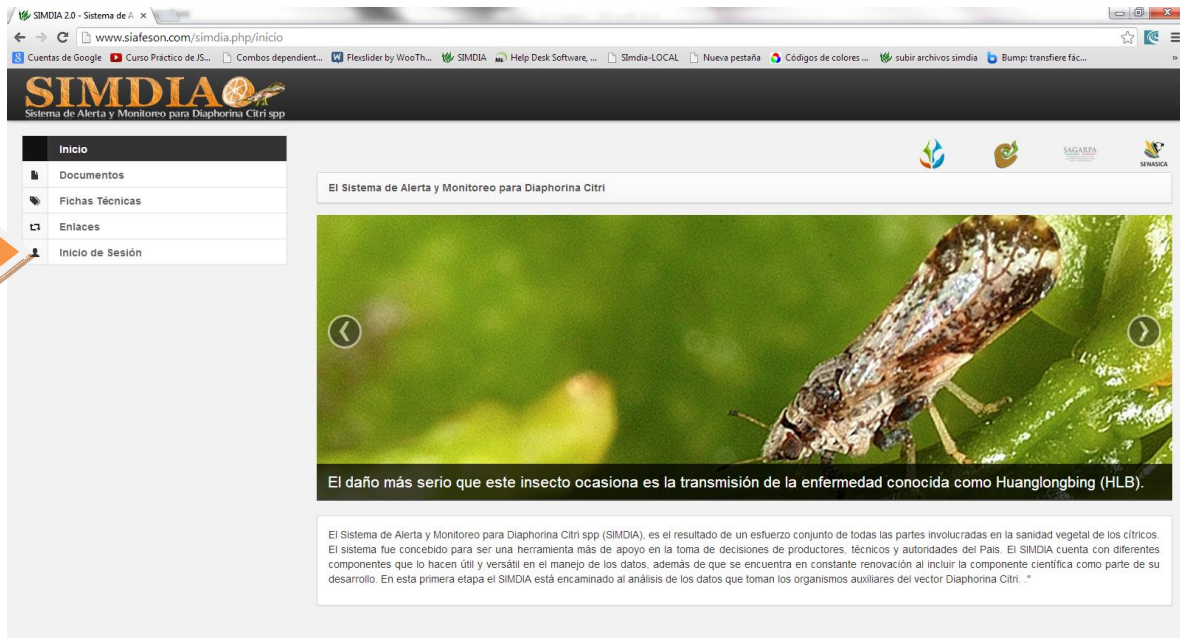 SIMDIA 2.0 - Sistema de A
www.siafeson.com/simdia.php/inicio
Cuentas de Google Curso Práctico de JS... Combos dependient... Flexslider by WooTh... SIMDIA Help Desk Software, ... SImdia-LOCAL Nueva pestaña Códigos de colores ... subir archivos simdia Bump: transfiere fác... »
SIMDIA
Sistema de Alerta y Monitoreo para Diaphorina Citri spp
Inicio
Documentos
Fichas Técnicas
Enlaces
Inicio de Sesión
SAGARPA
SENASICA
El Sistema de Alerta y Monitoreo para Diaphorina Citri
El daño más serio que este insecto ocasiona es la transmisión de la enfermedad conocida como Huanglongbing (HLB).
El Sistema de Alerta y Monitoreo para Diaphorina Citri spp (SIMDIA), es el resultado de un esfuerzo conjunto de todas las partes involucradas en la sanidad vegetal de los cítricos.
El sistema fue concebido para ser una herramienta más de apoyo en la toma de decisiones de productores, técnicos y autoridades del Pais. El SIMDIA cuenta con diferentes
componentes que lo hacen útil y versátil en el manejo de los datos, además de que se encuentra en constante renovación al incluir la componente científica como parte de su
desarrollo. En esta primera etapa el SIMDIA está encaminado al análisis de los datos que toman los organismos auxiliares del vector Diaphorina Citri. ."